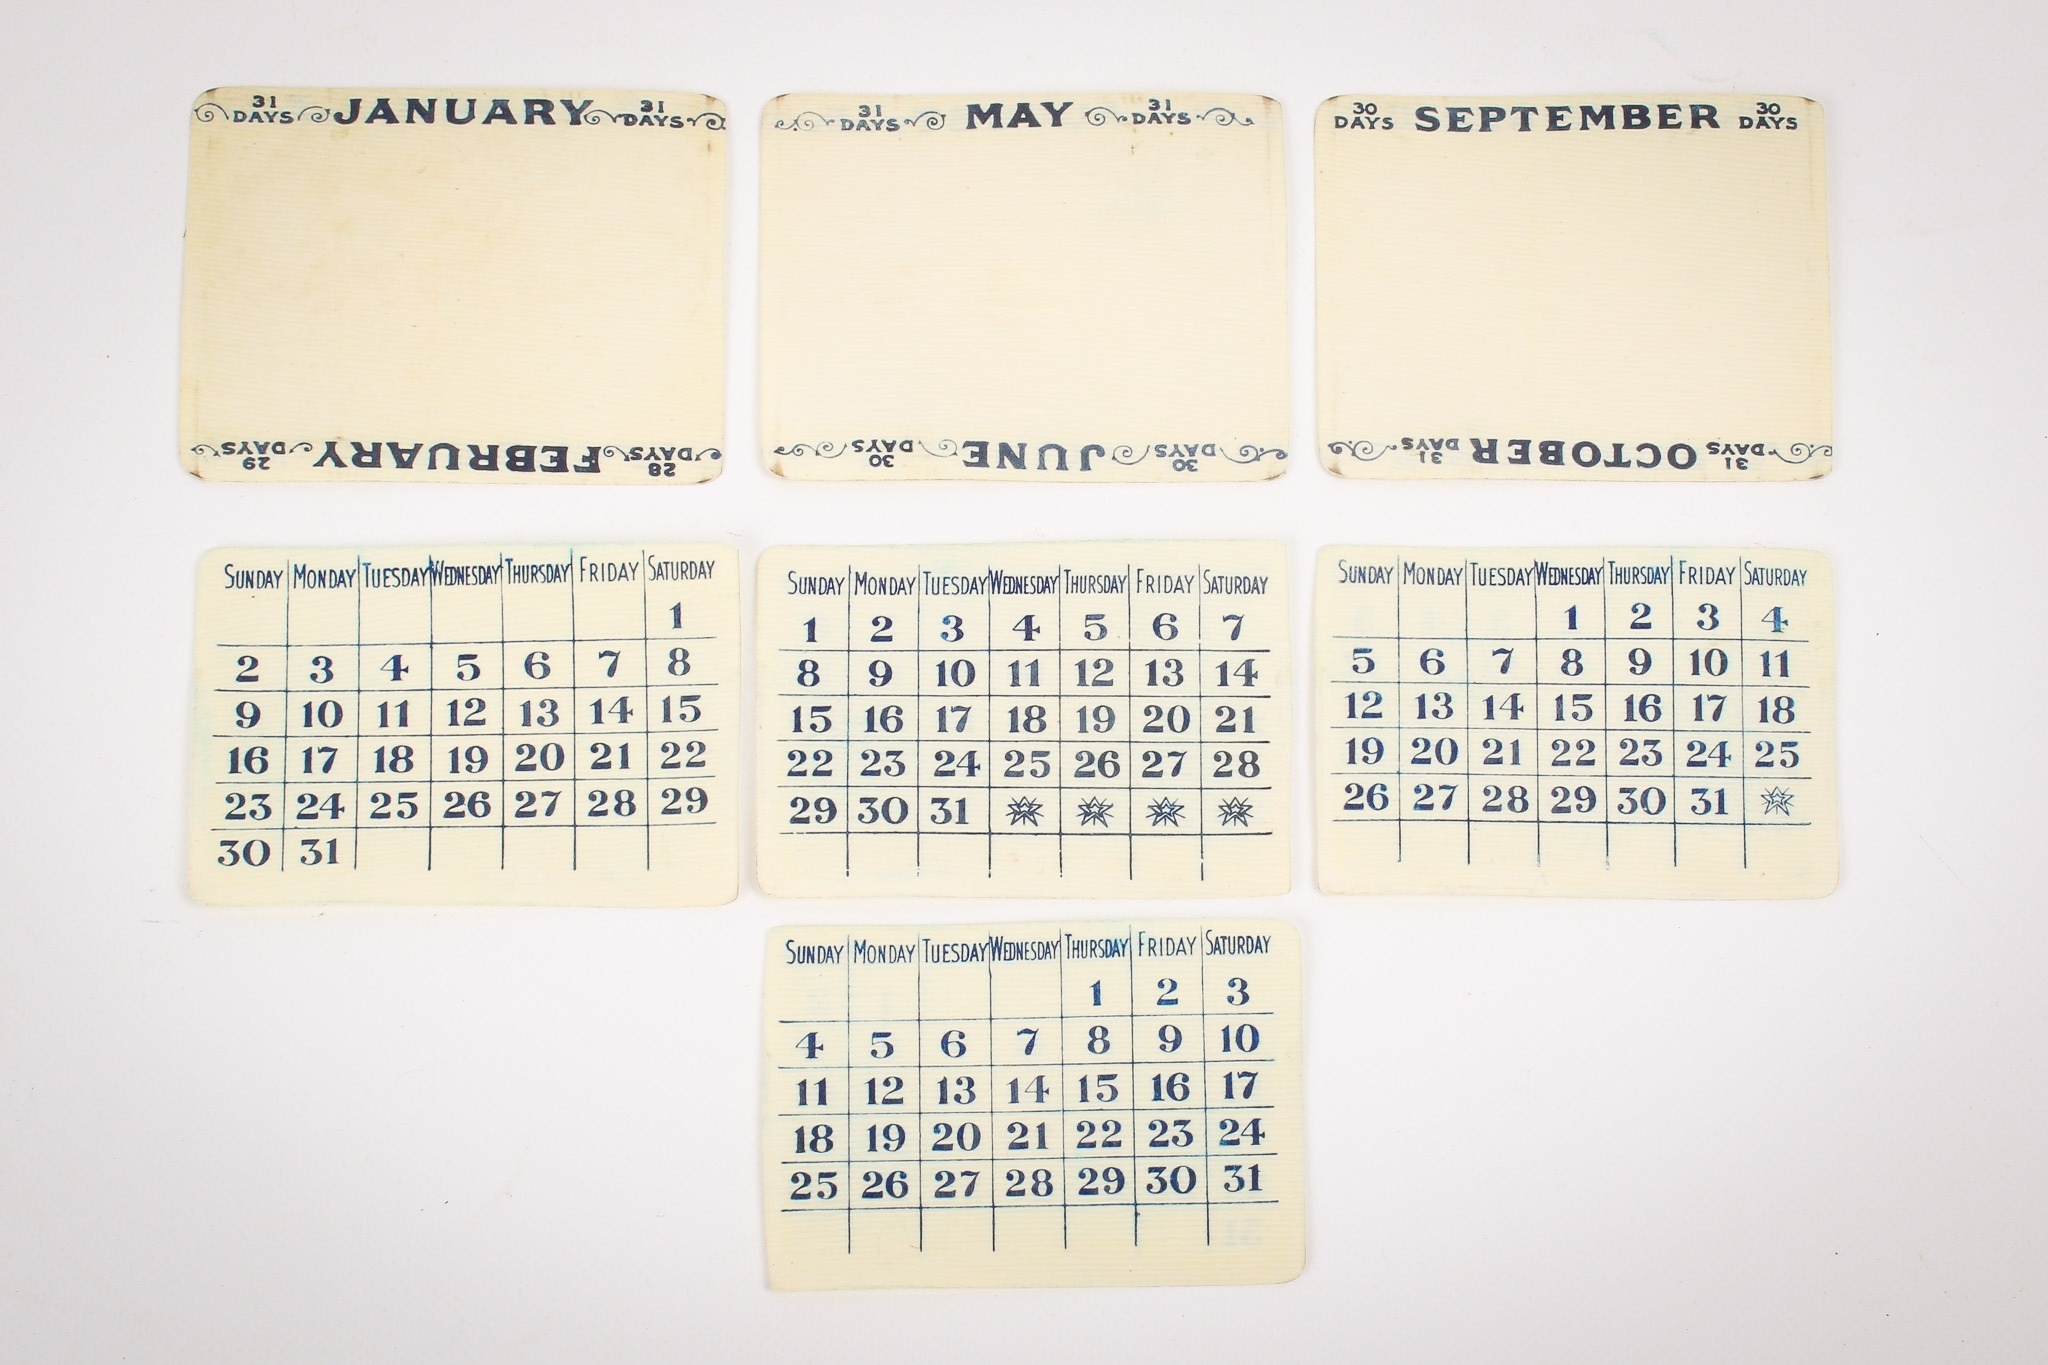 31 DAYS JANUARY 31 DAYS
28 DAYS FEBRUARY 29 DAYS
31 DAYS MAY 31 DAYS
30 DAYS JUNE 30 DAYS
30 DAYS SEPTEMBER 30 DAYS
31 DAYS OCTOBER 31 DAYS
SUNDAY MONDAY TUESDAY WEDNESDAY THURSDAY FRIDAY SATURDAY
1
2 3 4 5 6 7 8
9 10 11 12 13 14 15
16 17 18 19 20 21 22
23 24 25 26 27 28 29
30 31
SUNDAY MONDAY TUESDAY WEDNESDAY THURSDAY FRIDAY SATURDAY
1 2 3 4 5 6 7
8 9 10 11 12 13 14
15 16 17 18 19 20 21
22 23 24 25 26 27 28
29 30 31
SUNDAY MONDAY TUESDAY WEDNESDAY THURSDAY FRIDAY SATURDAY
1 2 3 4
5 6 7 8 9 10 11
12 13 14 15 16 17 18
19 20 21 22 23 24 25
26 27 28 29 30 31
SUNDAY MONDAY TUESDAY WEDNESDAY THURSDAY FRIDAY SATURDAY
1 2 3
4 5 6 7 8 9 10
11 12 13 14 15 16 17
18 19 20 21 22 23 24
25 26 27 28 29 30 31